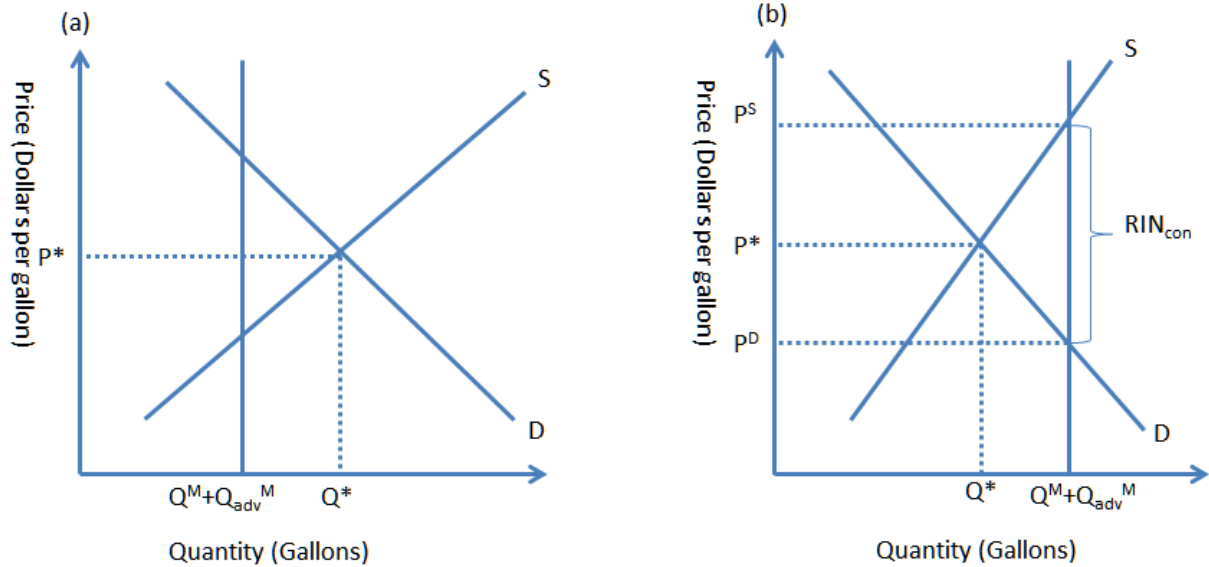 (a)
Price (Dollars per gallon)
S
P*
D
Q^M+Q_adv^M
Q*
Quantity (Gallons)
(b)
Price (Dollars per gallon)
S
P^S
RIN_con
P*
P^D
D
Q*
Q^M+Q_adv^M
Quantity (Gallons)